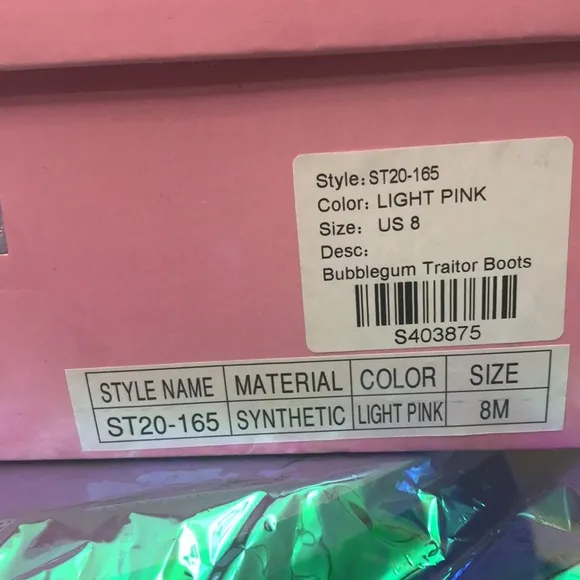 Style: ST20-165
Color: LIGHT PINK
Size: US 8
Desc:
Bubblegum Traitor Boots
S403875
STYLE NAME MATERIAL COLOR SIZE
ST20-165 SYNTHETIC LIGHT PINK 8M